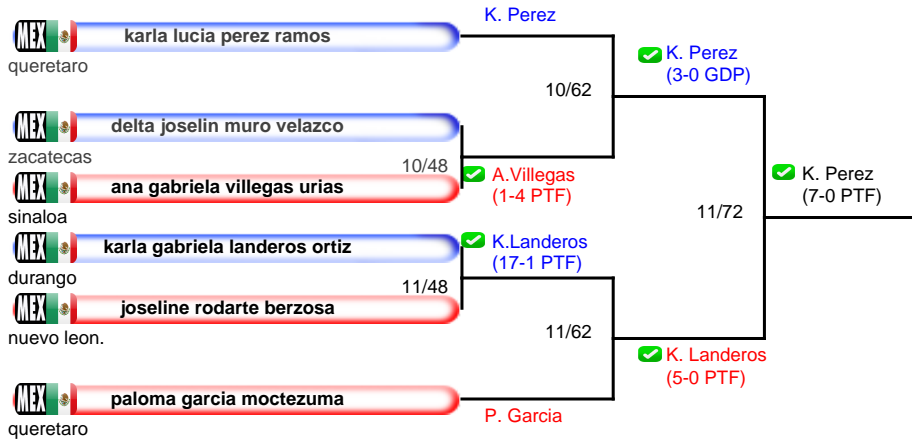 K. Perez
MEX karla lucia perez ramos
queretaro
K. Perez
(3-0 GDP)
10/62
MEX delta joselin muro velazco
zacatecas
10/48
A.Villegas
(1-4 PTF)
MEX ana gabriela villegas urias
sinaloa
K. Perez
(7-0 PTF)
11/72
MEX karla gabriela landeros ortiz
durango
K.Landeros
(17-1 PTF)
11/48
MEX joseline rodarte berzosa
nuevo leon.
11/62
K. Landeros
(5-0 PTF)
MEX paloma garcia moctezuma
queretaro
P. Garcia